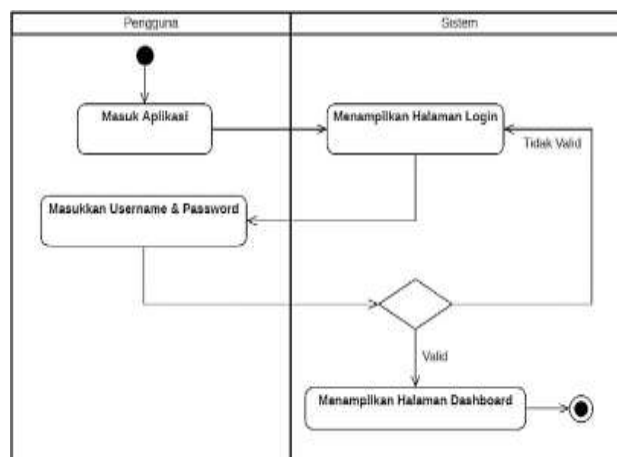 Pengguna
Sistem
Masuk Aplikasi
Menampilkan Halaman Login
Tidak Valid
Masukkan Username & Password
Valid
Menampilkan Halaman Dashboard